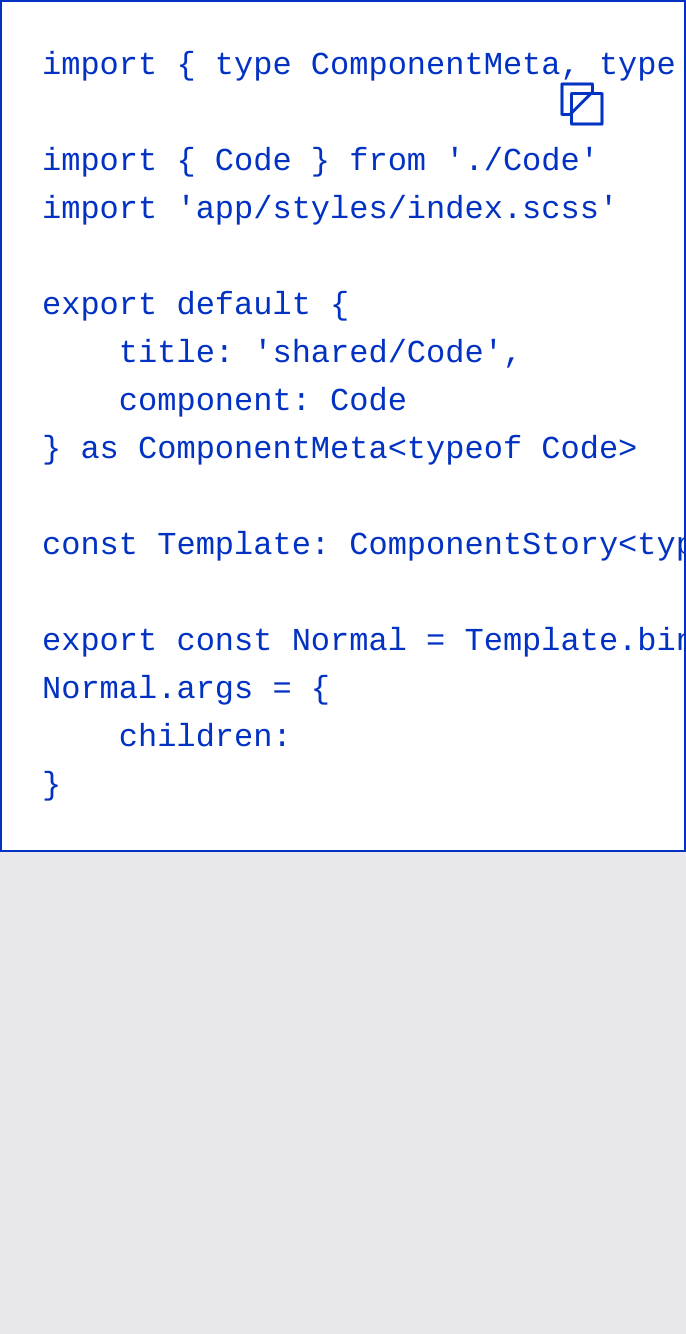 import { type ComponentMeta, type
import { Code } from './Code'
import 'app/styles/index.scss'
export default {
    title: 'shared/Code',
    component: Code
} as ComponentMeta<typeof Code>
const Template: ComponentStory<typ
export const Normal = Template.bin
Normal.args = {
    children:
}